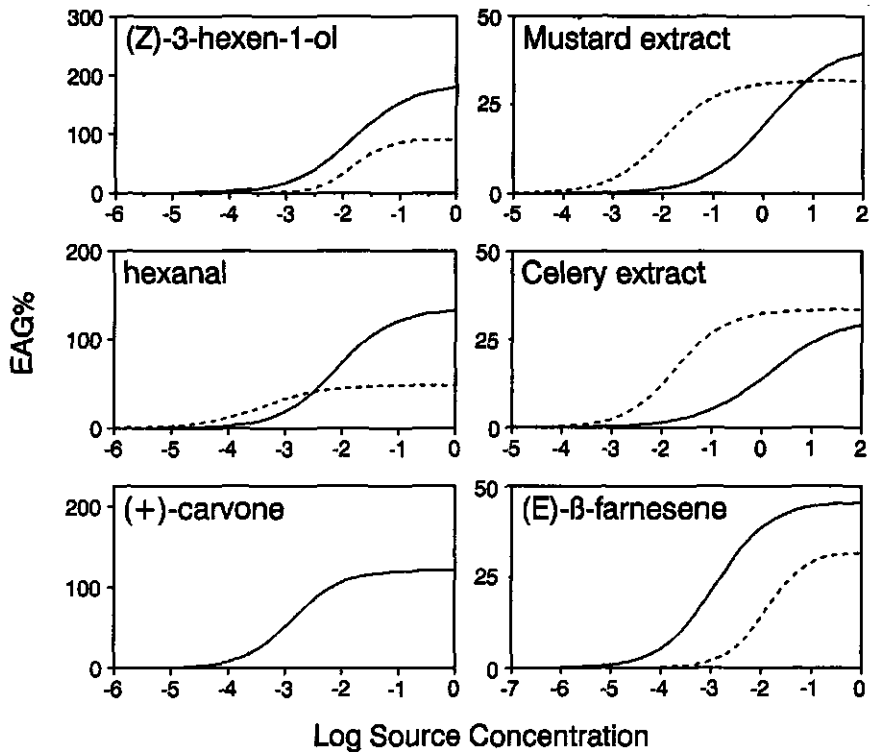 (Z)-3-hexen-1-ol
300
200
100
0
-6 -5 -4 -3 -2 -1 0
Mustard extract
50
25
0
-5 -4 -3 -2 -1 0 1 2
hexanal
200
100
0
-6 -5 -4 -3 -2 -1 0
Celery extract
50
25
0
-5 -4 -3 -2 -1 0 1 2
(+)-carvone
200
100
0
-6 -5 -4 -3 -2 -1 0
(E)-ß-farnesene
50
25
0
-7 -6 -5 -4 -3 -2 -1 0
EAG%
Log Source Concentration